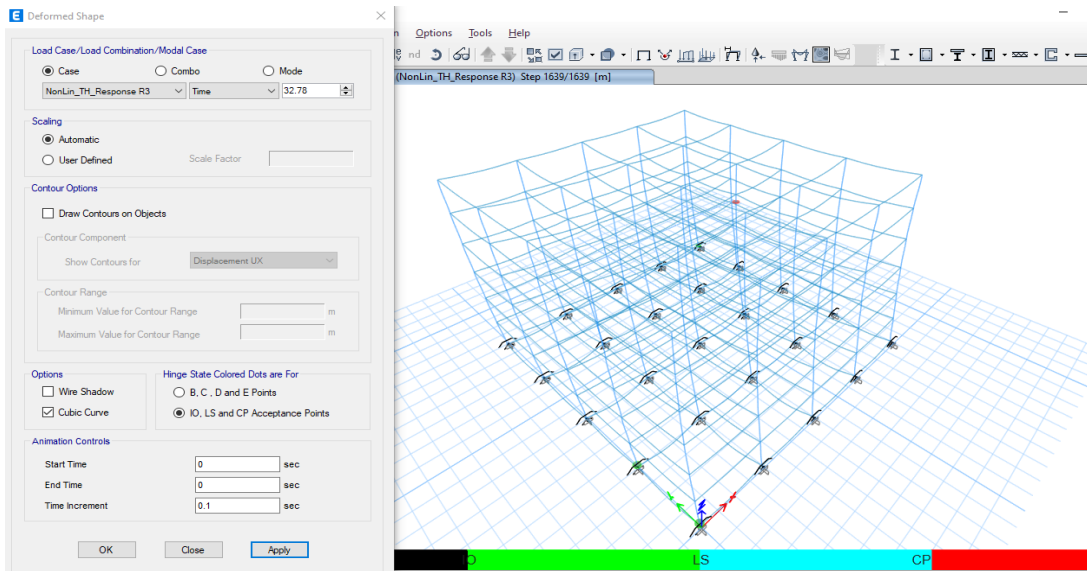 E Deformed Shape
Load Case/Load Combination/Modal Case
Case Combo Mode
NonLin_TH_Response R3 Time 32.78
Scaling
Automatic
User Defined Scale Factor
Contour Options
Draw Contours on Objects
Contour Component
Show Contours for Displacement UX
Contour Range
Minimum Value for Contour Range m
Maximum Value for Contour Range m
Options
Wire Shadow
Cubic Curve
Hinge State Colored Dots are For
B, C , D and E Points
IO, LS and CP Acceptance Points
Animation Controls
Start Time 0 sec
End Time 0 sec
Time Increment 0.1 sec
OK Close Apply
n Options Tools Help
nd
(NonLin_TH_Response R3) Step 1639/1639 [m]
O LS CP